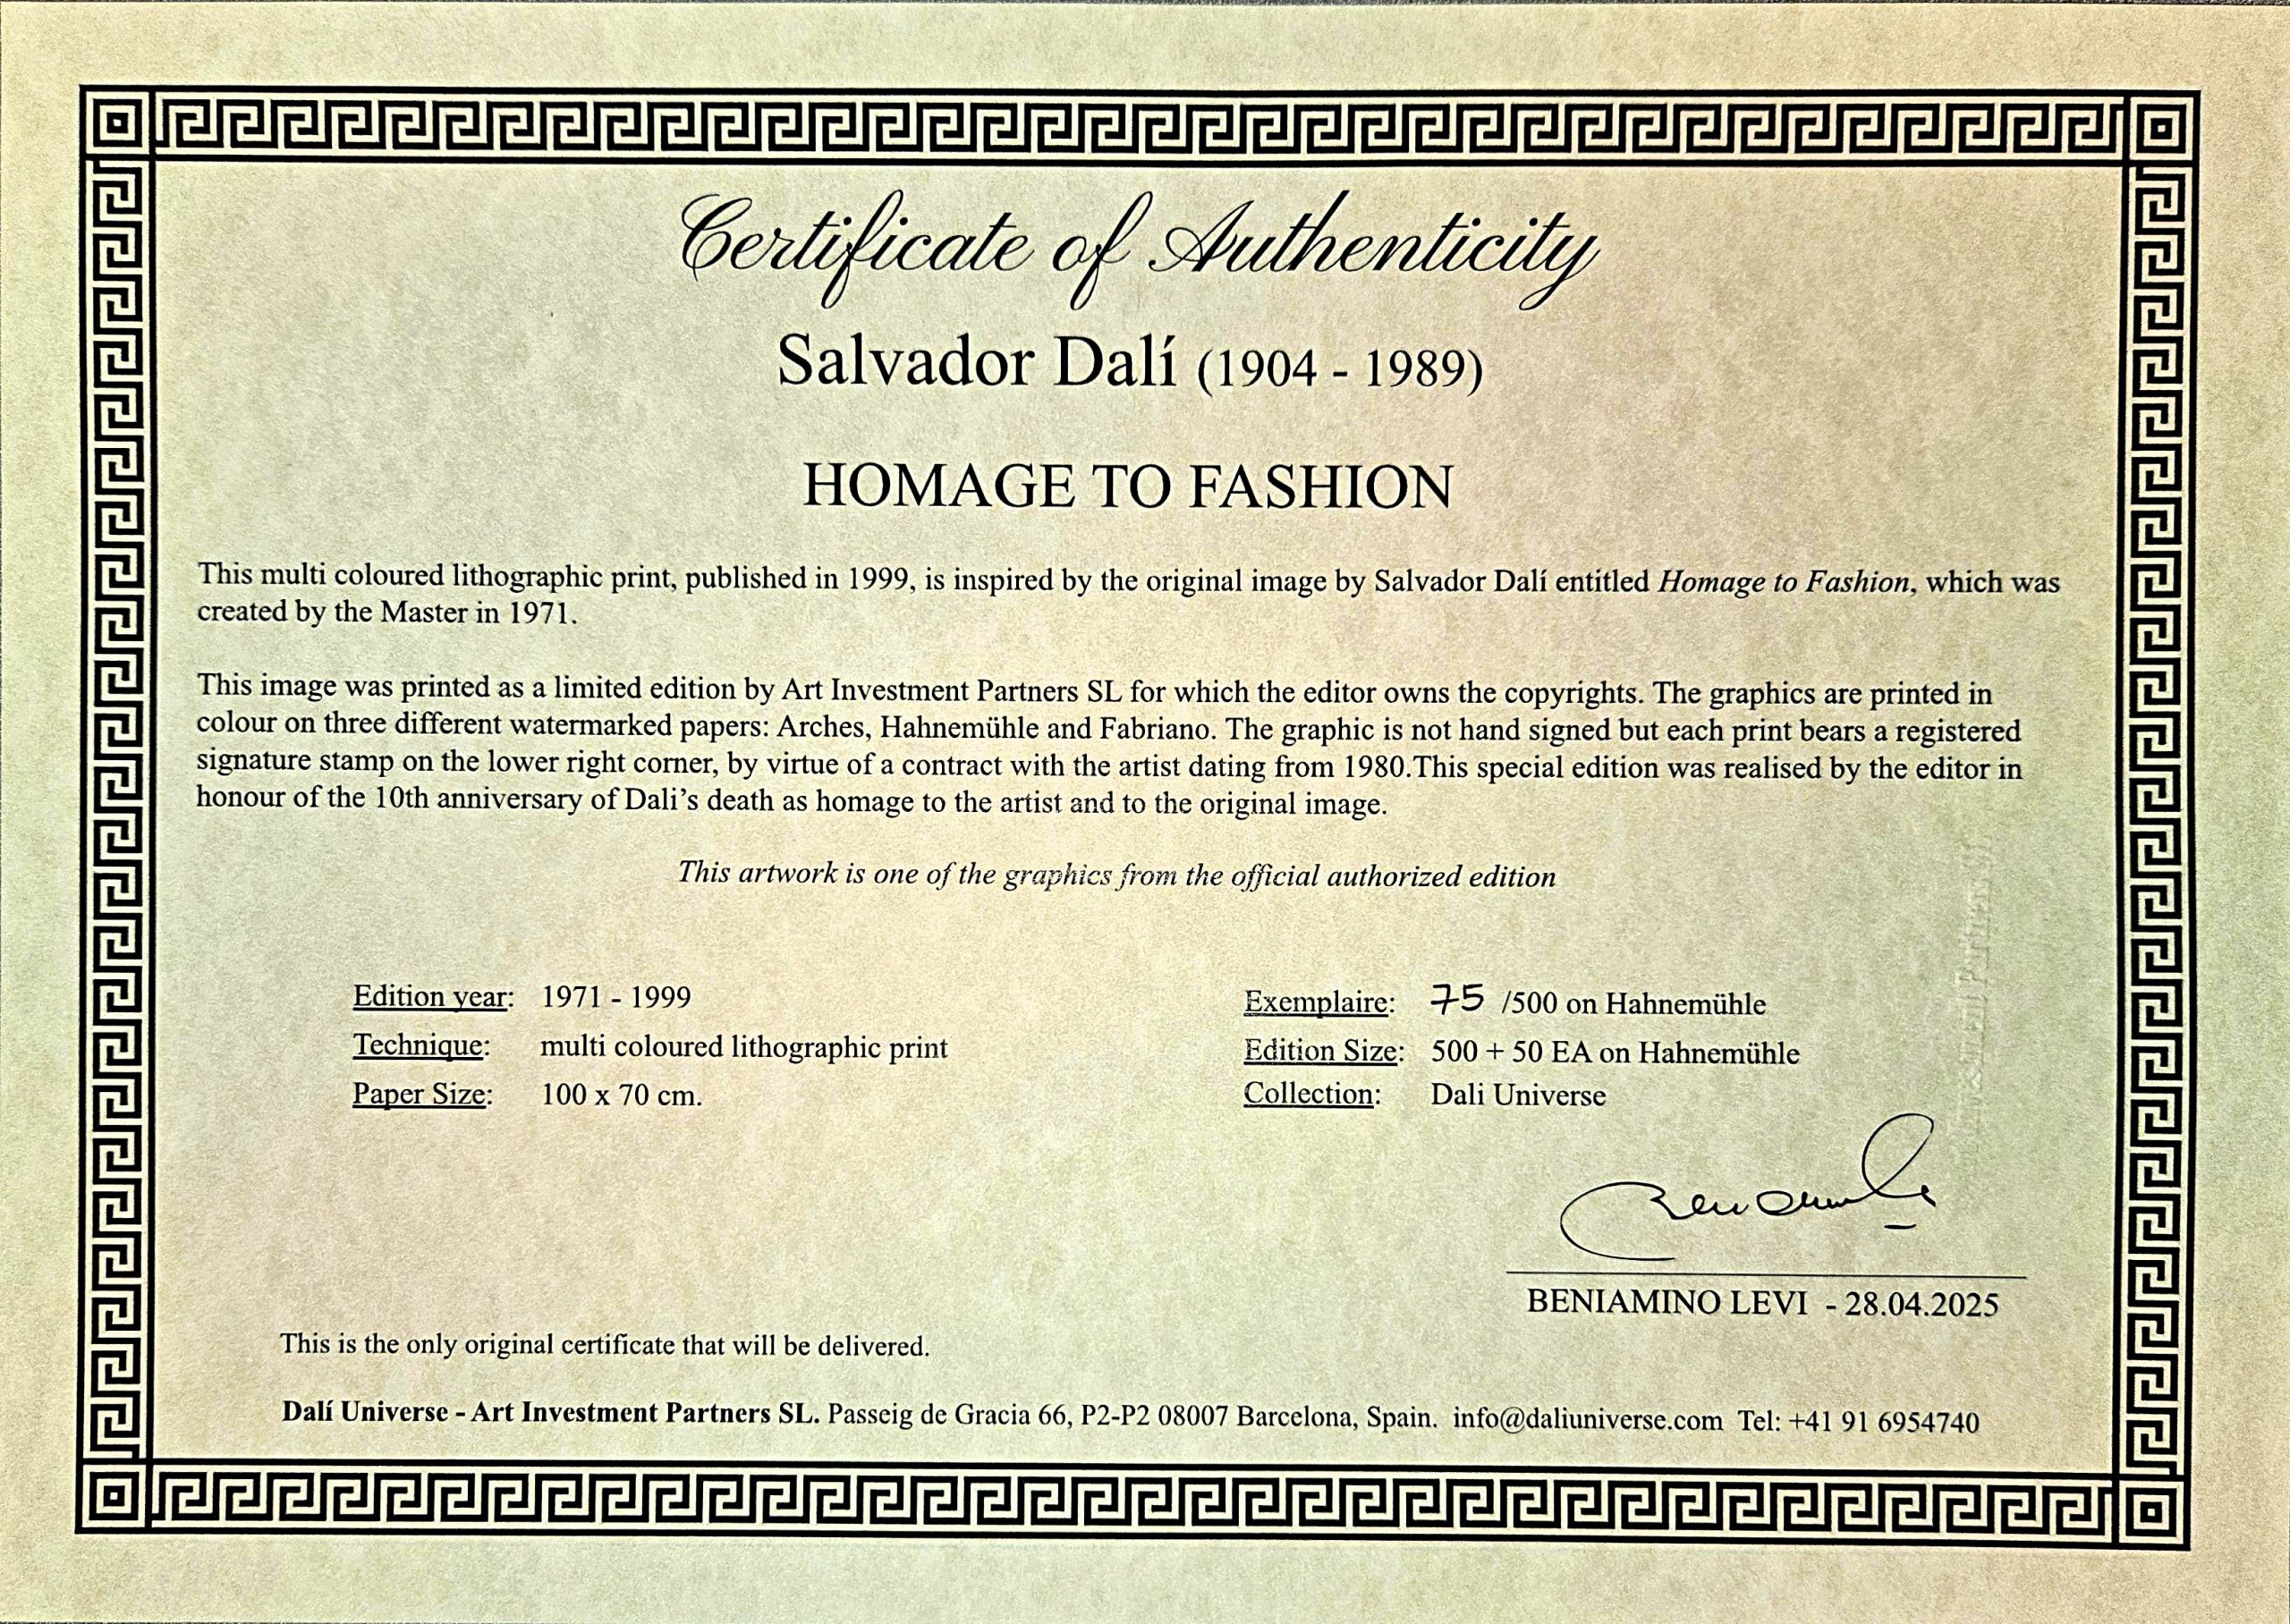 Certificate of Authenticity
Salvador Dalí (1904 - 1989)
HOMAGE TO FASHION
This multi coloured lithographic print, published in 1999, is inspired by the original image by Salvador Dalí entitled Homage to Fashion, which was
created by the Master in 1971.
This image was printed as a limited edition by Art Investment Partners SL for which the editor owns the copyrights. The graphics are printed in
colour on three different watermarked papers: Arches, Hahnemühle and Fabriano. The graphic is not hand signed but each print bears a registered
signature stamp on the lower right corner, by virtue of a contract with the artist dating from 1980.This special edition was realised by the editor in
honour of the 10th anniversary of Dali's death as homage to the artist and to the original image.
This artwork is one of the graphics from the official authorized edition
Edition year: 1971 - 1999
Technique: multi coloured lithographic print
Paper Size: 100 x 70 cm.
Exemplaire: 75 /500 on Hahnemühle
Edition Size: 500 + 50 EA on Hahnemühle
Collection: Dali Universe
BENIAMINO LEVI - 28.04.2025
This is the only original certificate that will be delivered.
Dalí Universe - Art Investment Partners SL. Passeig de Gracia 66, P2-P2 08007 Barcelona, Spain. info@daliuniverse.com Tel: +41 91 6954740